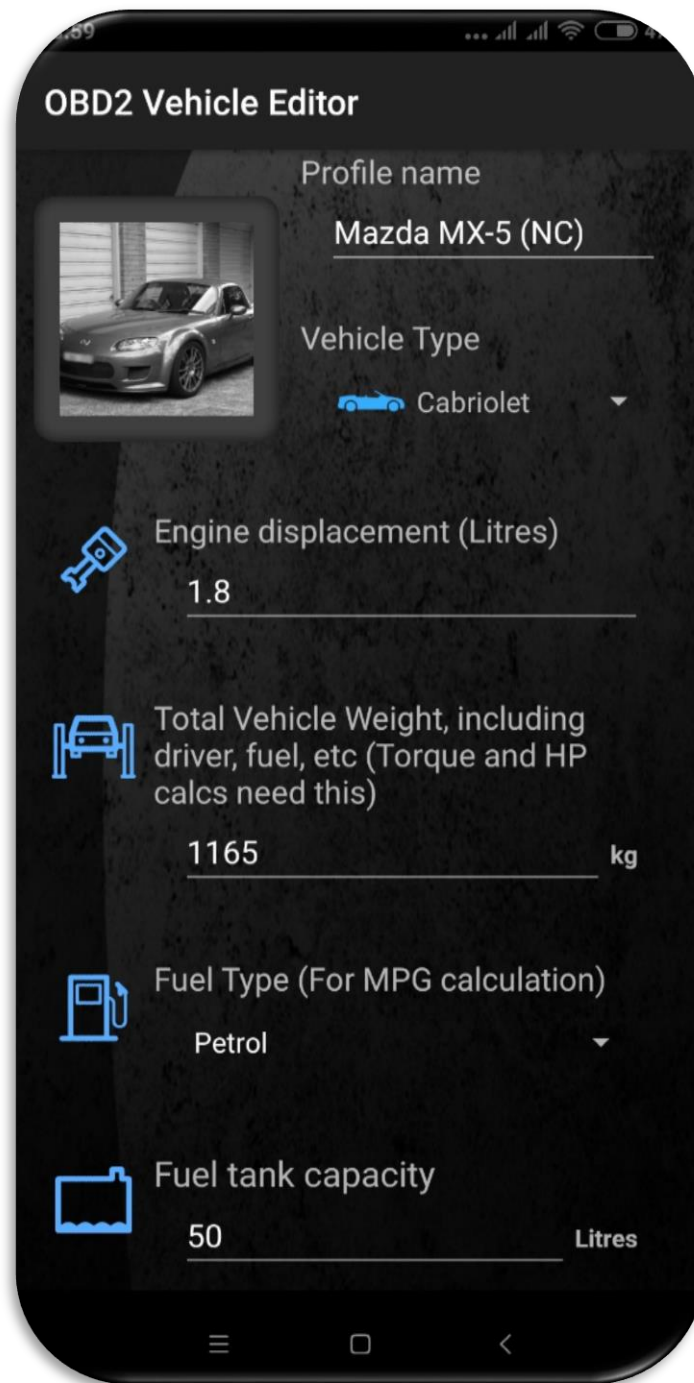 OBD2 Vehicle Editor
Profile name
Mazda MX-5 (NC)
Vehicle Type
Cabriolet
Engine displacement (Litres)
1.8
Total Vehicle Weight, including
driver, fuel, etc (Torque and HP
calcs need this)
1165 kg
Fuel Type (For MPG calculation)
Petrol
Fuel tank capacity
50 Litres